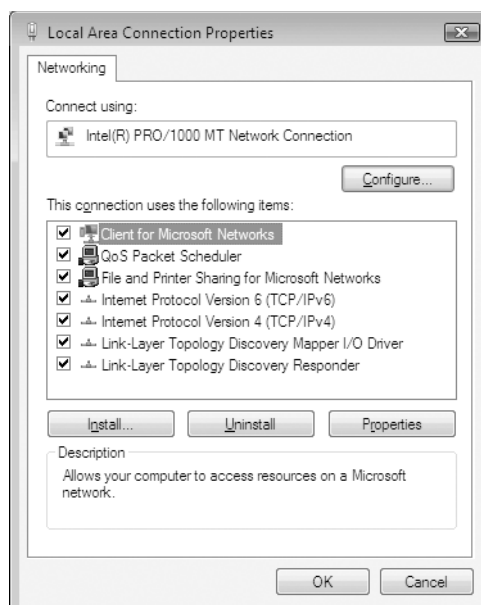 Local Area Connection Properties
Networking
Connect using:
Intel(R) PRO/1000 MT Network Connection
Configure...
This connection uses the following items:
Client for Microsoft Networks
QoS Packet Scheduler
File and Printer Sharing for Microsoft Networks
Internet Protocol Version 6 (TCP/IPv6)
Internet Protocol Version 4 (TCP/IPv4)
Link-Layer Topology Discovery Mapper I/O Driver
Link-Layer Topology Discovery Responder
Install...
Uninstall
Properties
Description
Allows your computer to access resources on a Microsoft
network.
OK
Cancel